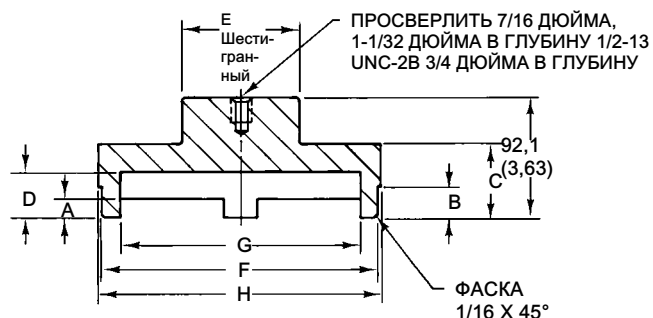 E
Шести-
гран-
ный
ПРОСВЕРЛИТЬ 7/16 ДЮЙМА,
1-1/32 ДЮЙМА В ГЛУБИНУ 1/2-13
UNC-2B 3/4 ДЮЙМА В ГЛУБИНУ
92,1
(3,63)
C
D
A
B
G
F
H
ФАСКА
1/16 X 45°